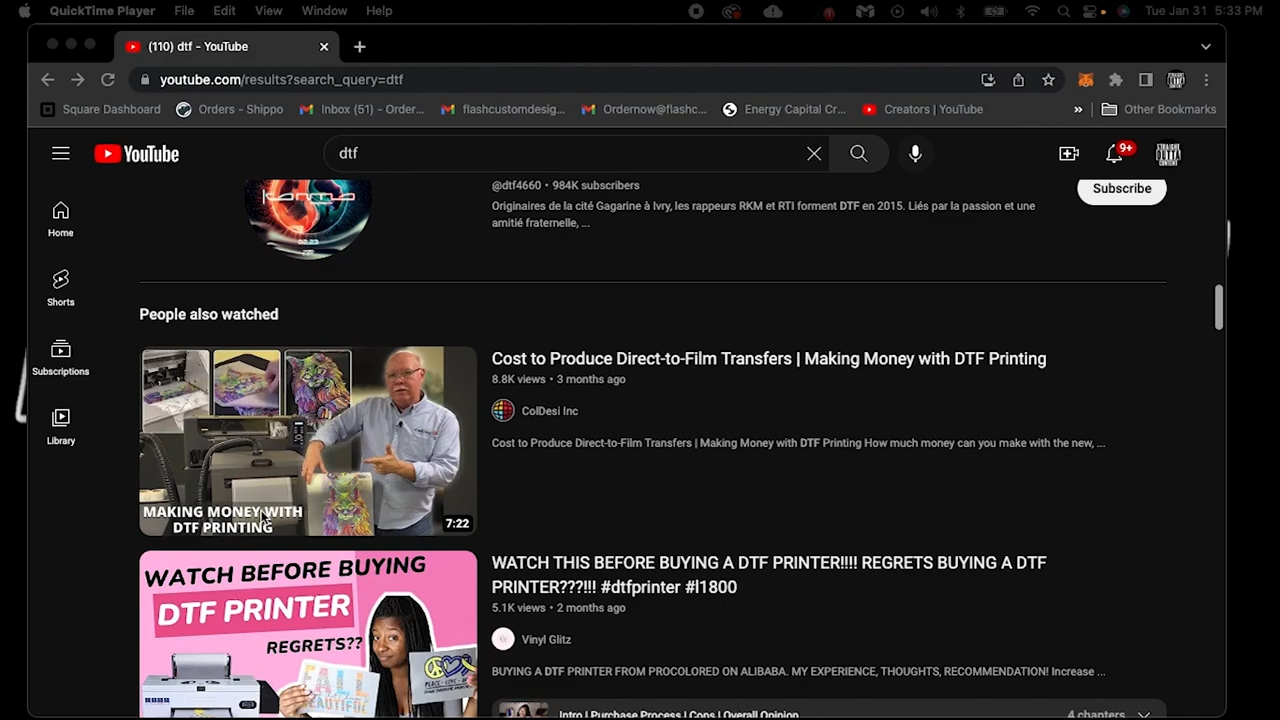 QuickTime Player File Edit View Window Help Tue Jan 31 5:33 PM
(110) dtf - YouTube
youtube.com/results?search_query=dtf
Square Dashboard Orders - Shippo Inbox (51) - Order... flashcustomdesig... Ordernow@flashc... Energy Capital Cr... Creators | YouTube » Other Bookmarks
YouTube dtf 9+
@dtf4660 • 984K subscribers
Subscribe
Originaires de la cité Gagarine à Ivry, les rappeurs RKM et RTI forment DTF en 2015. Liés par la passion et une
amitié fraternelle, ...
02.23
Home
Shorts
Subscriptions
Library
People also watched
MAKING MONEY WITH
DTF PRINTING
7:22
Cost to Produce Direct-to-Film Transfers | Making Money with DTF Printing
8.8K views • 3 months ago
ColDesi Inc
Cost to Produce Direct-to-Film Transfers | Making Money with DTF Printing How much money can you make with the new, ...
WATCH BEFORE BUYING
DTF PRINTER
REGRETS??
WATCH THIS BEFORE BUYING A DTF PRINTER!!!! REGRETS BUYING A DTF
PRINTER???!!! #dtfprinter #l1800
5.1K views • 2 months ago
Vinyl Glitz
BUYING A DTF PRINTER FROM PROCOLORED ON ALIBABA. MY EXPERIENCE, THOUGHTS, RECOMMENDATION! Increase ...
Intro | Purchase Process | Cons | Overall Opinion
4 chapters